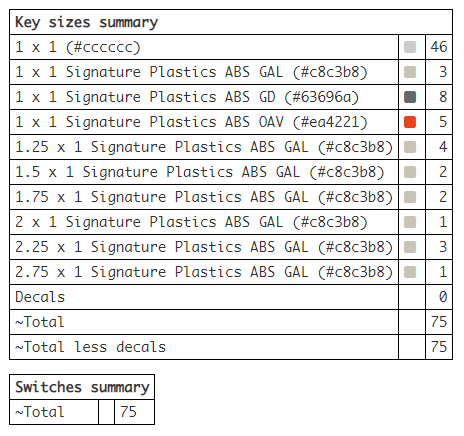 Key sizes summary
1 x 1 (#cccccc) 46
1 x 1 Signature Plastics ABS GAL (#c8c3b8) 3
1 x 1 Signature Plastics ABS GD (#63696a) 8
1 x 1 Signature Plastics ABS OAV (#ea4221) 5
1.25 x 1 Signature Plastics ABS GAL (#c8c3b8) 4
1.5 x 1 Signature Plastics ABS GAL (#c8c3b8) 2
1.75 x 1 Signature Plastics ABS GAL (#c8c3b8) 2
2 x 1 Signature Plastics ABS GAL (#c8c3b8) 1
2.25 x 1 Signature Plastics ABS GAL (#c8c3b8) 3
2.75 x 1 Signature Plastics ABS GAL (#c8c3b8) 1
Decals 0
~Total 75
~Total less decals 75
Switches summary
~Total 75